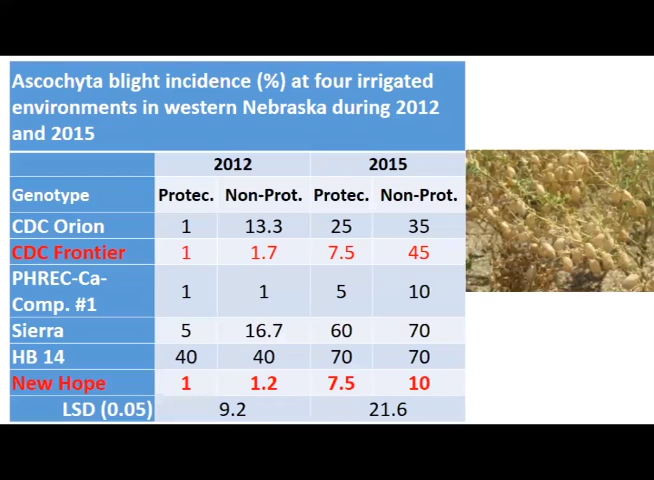 Ascochyta blight incidence (%) at four irrigated
environments in western Nebraska during 2012
and 2015
2012 2015
Genotype Protec. Non-Prot. Protec. Non-Prot.
CDC Orion 1 13.3 25 35
CDC Frontier 1 1.7 7.5 45
PHREC-Ca-
Comp. #1 1 1 5 10
Sierra 5 16.7 60 70
HB 14 40 40 70 70
New Hope 1 1.2 7.5 10
LSD (0.05) 9.2 21.6